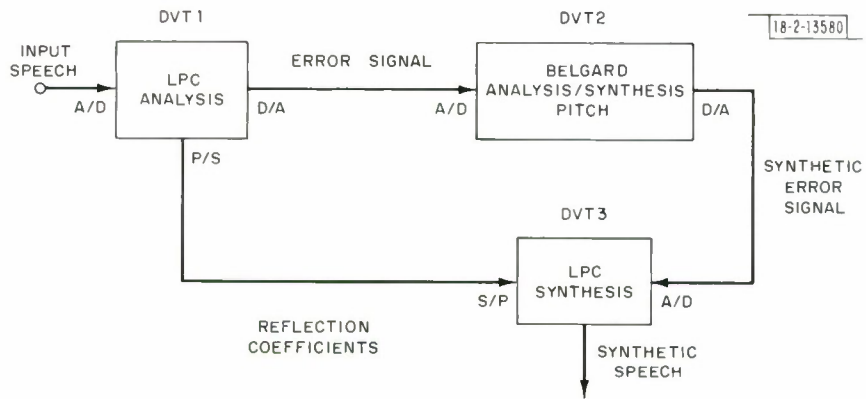 DVT1
DVT2
18-2-13580
INPUT
SPEECH
A/D
LPC
ANALYSIS
D/A
P/S
ERROR SIGNAL
A/D
BELGARD
ANALYSIS/SYNTHESIS
PITCH
D/A
SYNTHETIC
ERROR
SIGNAL
DVT3
LPC
SYNTHESIS
S/P
A/D
REFLECTION
COEFFICIENTS
SYNTHETIC
SPEECH